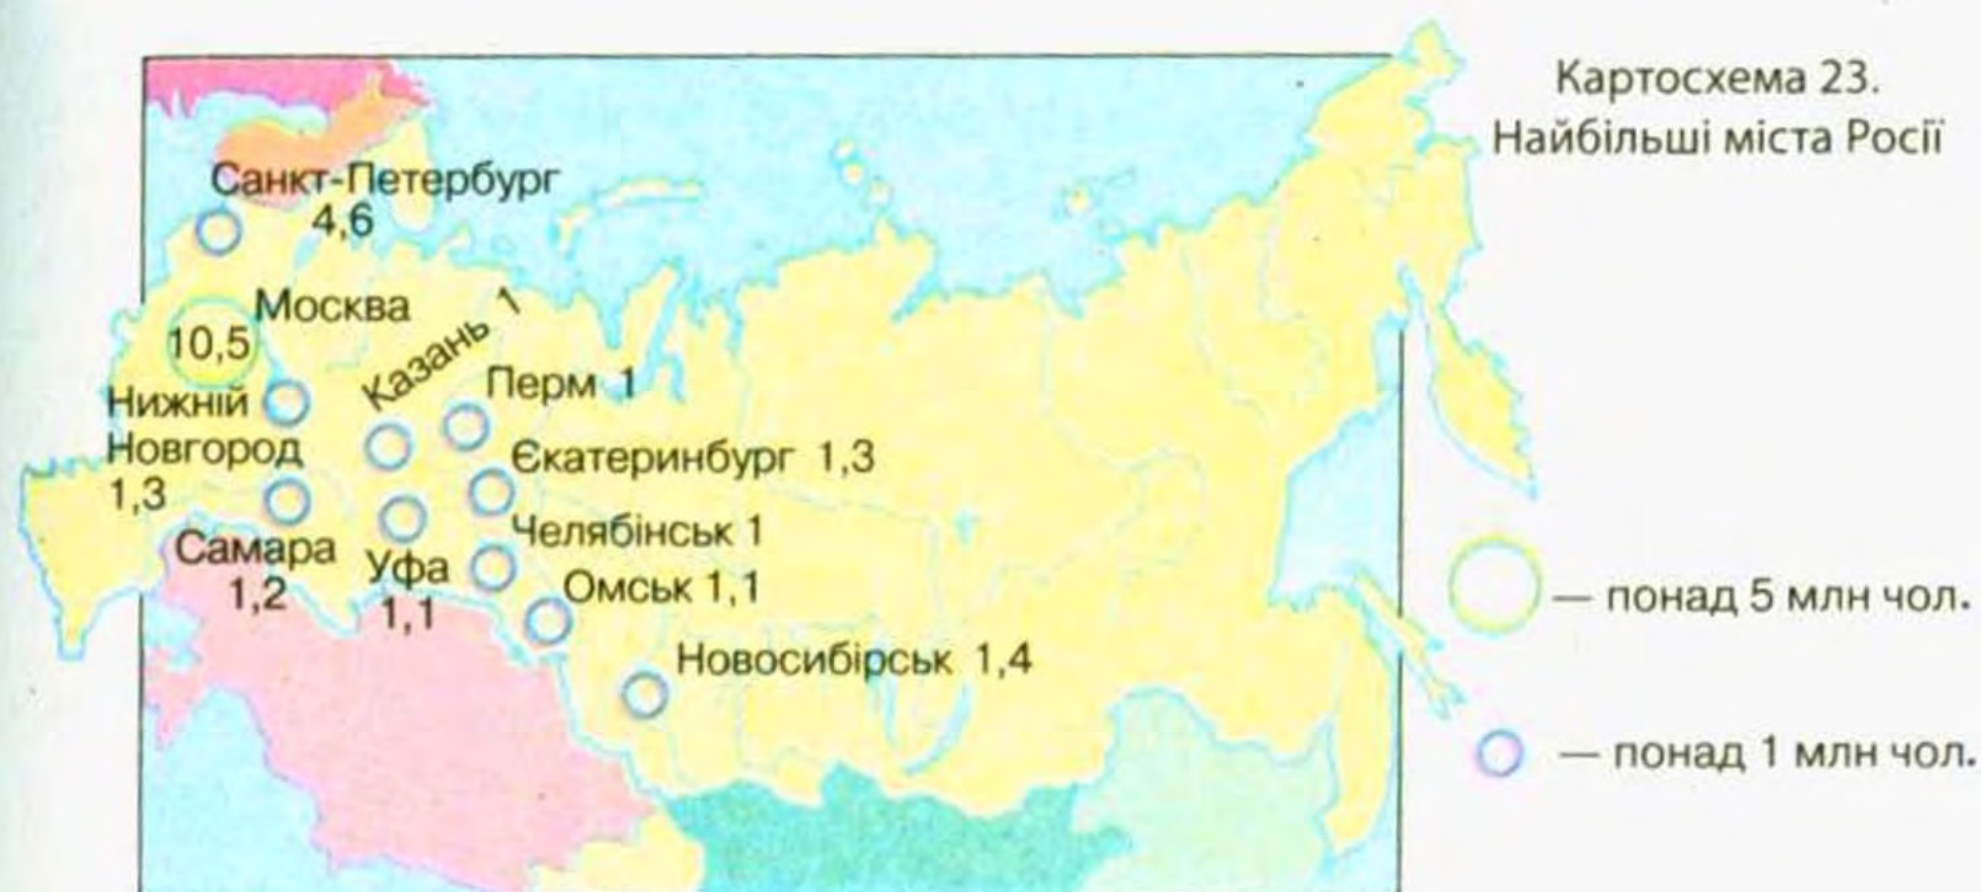 Картосхема 23.
Найбільші міста Росії
Санкт-Петербург
4,6
Москва
10,5
Казань 1
Перм 1
Нижній
Новгород
1,3
Єкатеринбург 1,3
Челябінськ 1
Самара
1,2
Уфа
1,1
Омськ 1,1
Новосибірськ 1,4
— понад 5 млн чол.
— понад 1 млн чол.